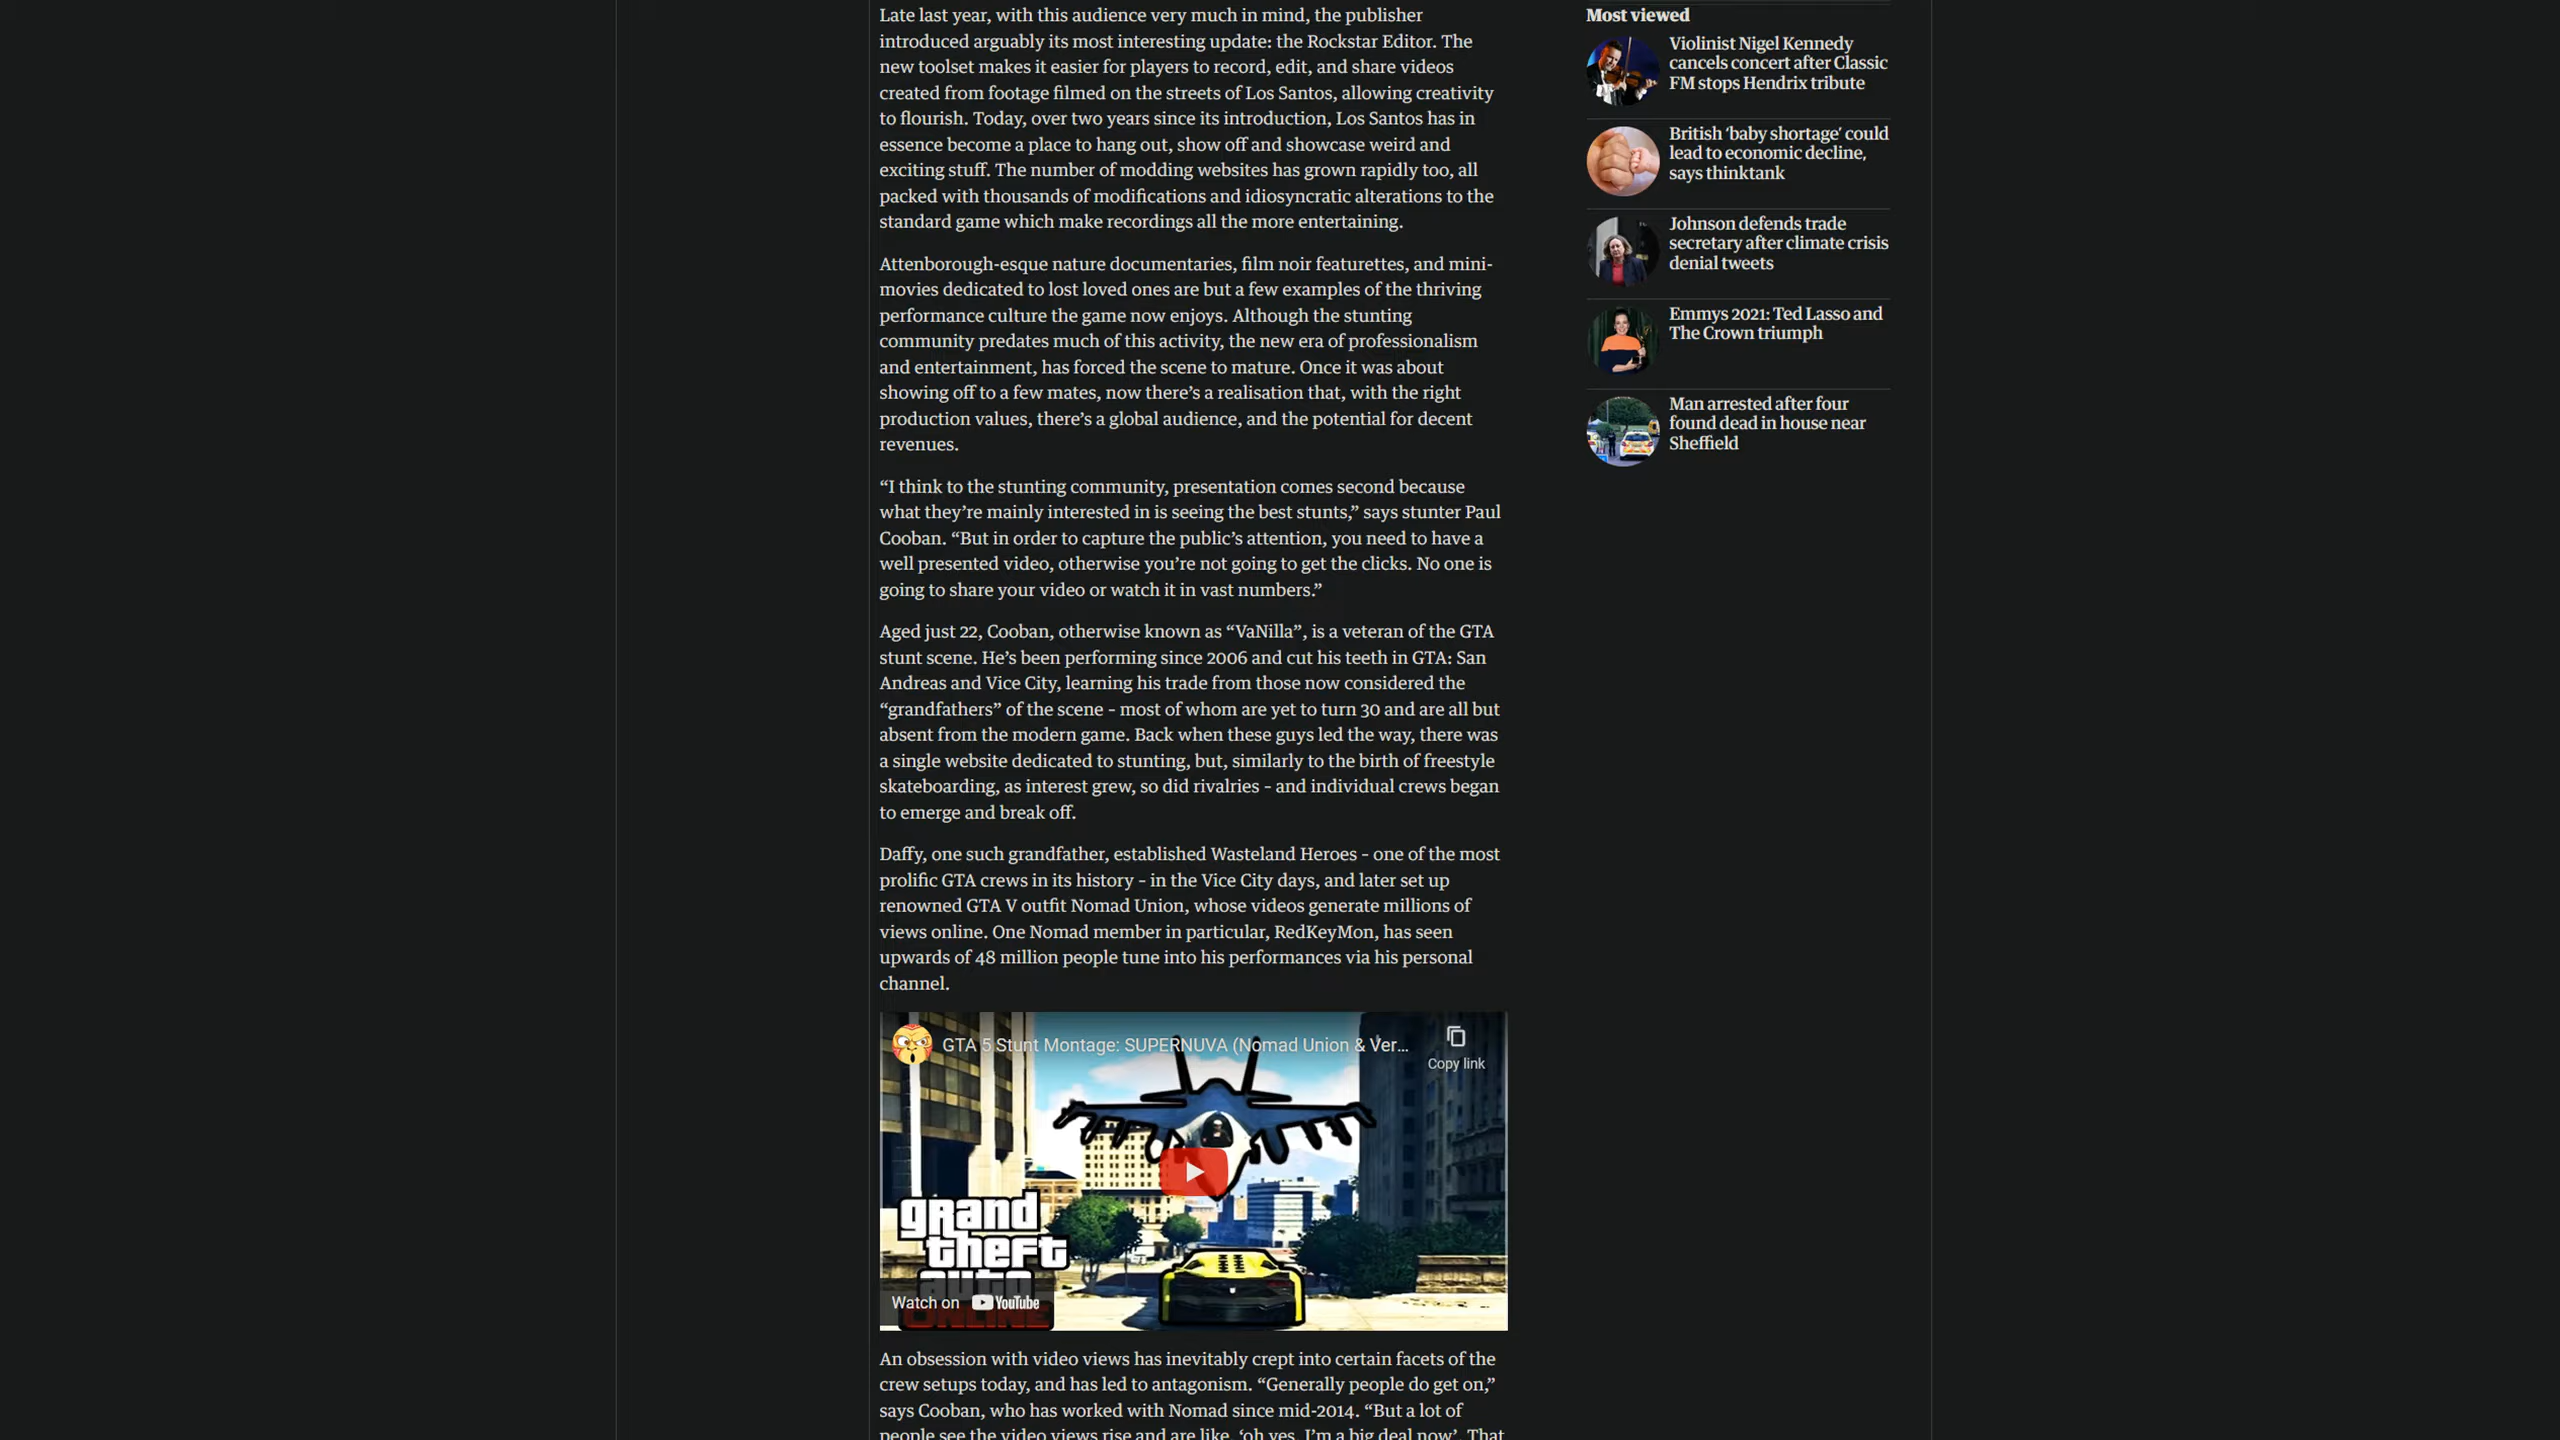 Late last year, with this audience very much in mind, the publisher
introduced arguably its most interesting update: the Rockstar Editor. The
new toolset makes it easier for players to record, edit, and share videos
created from footage filmed on the streets of Los Santos, allowing creativity
to flourish. Today, over two years since its introduction, Los Santos has in
essence become a place to hang out, show off and showcase weird and
exciting stuff. The number of modding websites has grown rapidly too, all
packed with thousands of modifications and idiosyncratic alterations to the
standard game which make recordings all the more entertaining.
Attenborough-esque nature documentaries, film noir featurettes, and mini-
movies dedicated to lost loved ones are but a few examples of the thriving
performance culture the game now enjoys. Although the stunting
community predates much of this activity, the new era of professionalism
and entertainment, has forced the scene to mature. Once it was about
showing off to a few mates, now there’s a realisation that, with the right
production values, there’s a global audience, and the potential for decent
revenues.
“I think to the stunting community, presentation comes second because
what they’re mainly interested in is seeing the best stunts,” says stunter Paul
Cooban. “But in order to capture the public’s attention, you need to have a
well presented video, otherwise you’re not going to get the clicks. No one is
going to share your video or watch it in vast numbers.”
Aged just 22, Cooban, otherwise known as “VaNilla”, is a veteran of the GTA
stunt scene. He’s been performing since 2006 and cut his teeth in GTA: San
Andreas and Vice City, learning his trade from those now considered the
“grandfathers” of the scene – most of whom are yet to turn 30 and are all but
absent from the modern game. Back when these guys led the way, there was
a single website dedicated to stunting, but, similarly to the birth of freestyle
skateboarding, as interest grew, so did rivalries – and individual crews began
to emerge and break off.
Daffy, one such grandfather, established Wasteland Heroes – one of the most
prolific GTA crews in its history – in the Vice City days, and later set up
renowned GTA V outfit Nomad Union, whose videos generate millions of
views online. One Nomad member in particular, RedKeyMon, has seen
upwards of 48 million people tune into his performances via his personal
channel.
GTA 5 Stunt Montage: SUPERNUVA (Nomad Union & Ver...
Copy link
grand
theft
auto
ONLINE
Watch on YouTube
An obsession with video views has inevitably crept into certain facets of the
crew setups today, and has led to antagonism. “Generally people do get on,”
says Cooban, who has worked with Nomad since mid-2014. “But a lot of
people see the video views rise and are like, ‘oh yes, I’m a big deal now’. That
Most viewed
Violinist Nigel Kennedy
cancels concert after Classic
FM stops Hendrix tribute
British ‘baby shortage’ could
lead to economic decline,
says thinktank
Johnson defends trade
secretary after climate crisis
denial tweets
Emmys 2021: Ted Lasso and
The Crown triumph
Man arrested after four
found dead in house near
Sheffield